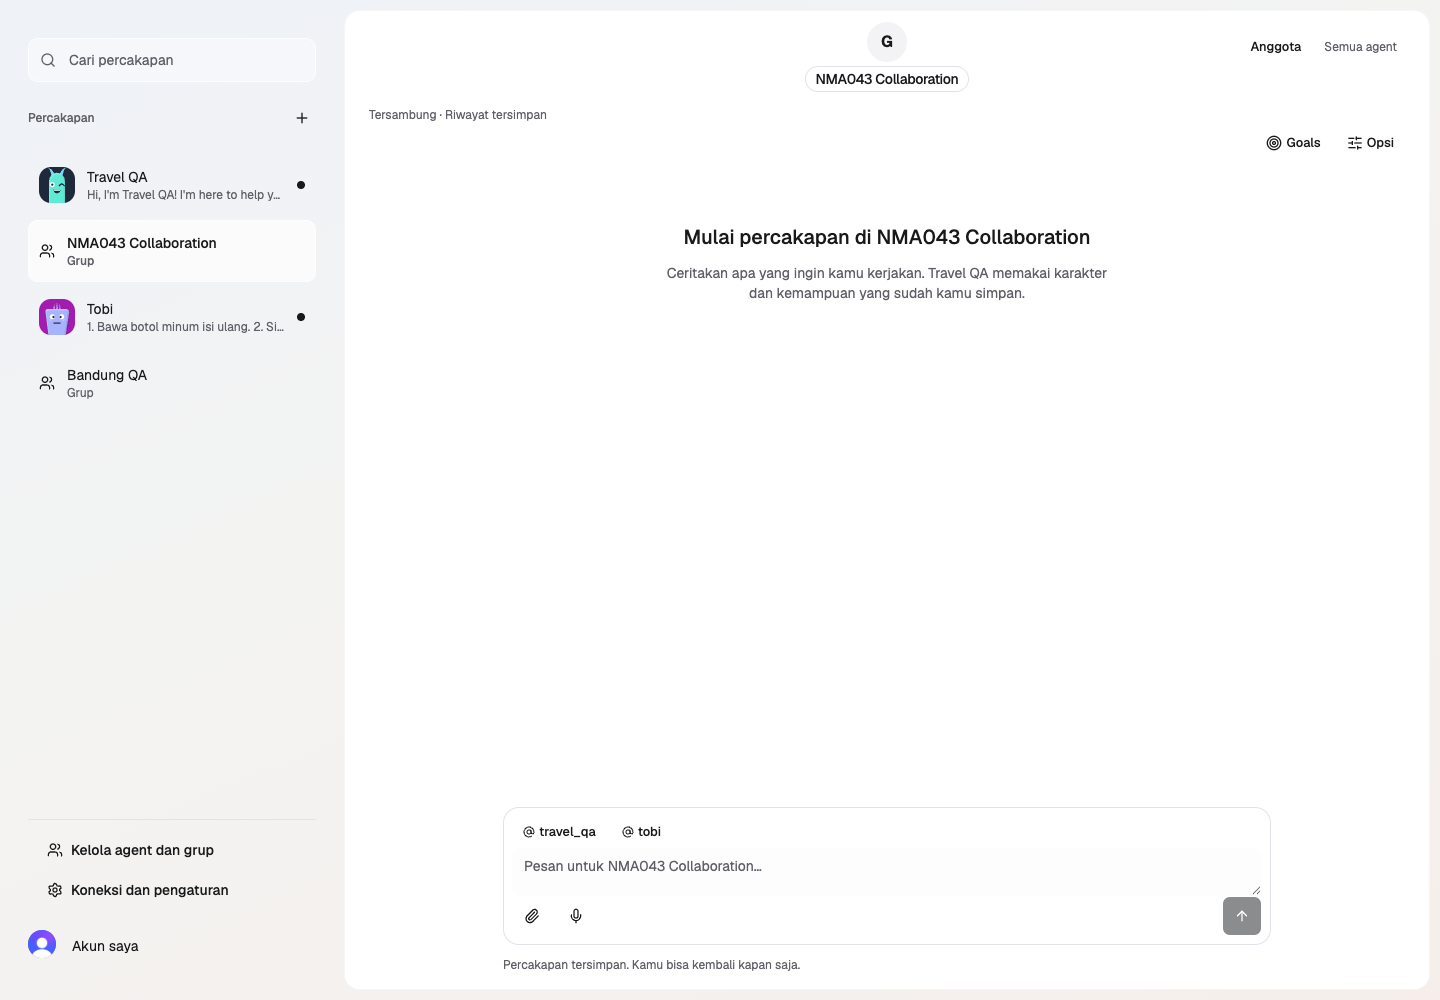 Cari percakapan
Percakapan
Travel QA
Hi, I'm Travel QA! I'm here to help y...
NMA043 Collaboration
Grup
Tobi
1. Bawa botol minum isi ulang. 2. Si...
Bandung QA
Grup
Kelola agent dan grup
Koneksi dan pengaturan
Akun saya
G
NMA043 Collaboration
Anggota
Semua agent
Tersambung · Riwayat tersimpan
Goals
Opsi
Mulai percakapan di NMA043 Collaboration
Ceritakan apa yang ingin kamu kerjakan. Travel QA memakai karakter
dan kemampuan yang sudah kamu simpan.
@ travel_qa
@ tobi
Pesan untuk NMA043 Collaboration...
Percakapan tersimpan. Kamu bisa kembali kapan saja.